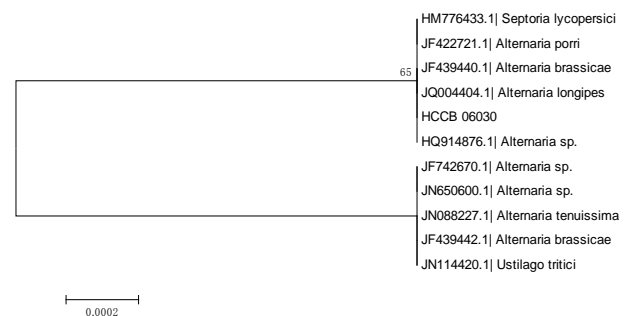 HM776433.1| Septoria lycopersici
JF422721.1| Alternaria porri
JF439440.1| Alternaria brassicae
65
JQ004404.1| Alternaria longipes
HCCB 06030
HQ914876.1| Alternaria sp.
JF742670.1| Alternaria sp.
JN650600.1| Alternaria sp.
JN088227.1| Alternaria tenuissima
JF439442.1| Alternaria brassicae
JN114420.1| Ustilago tritici
0.0002